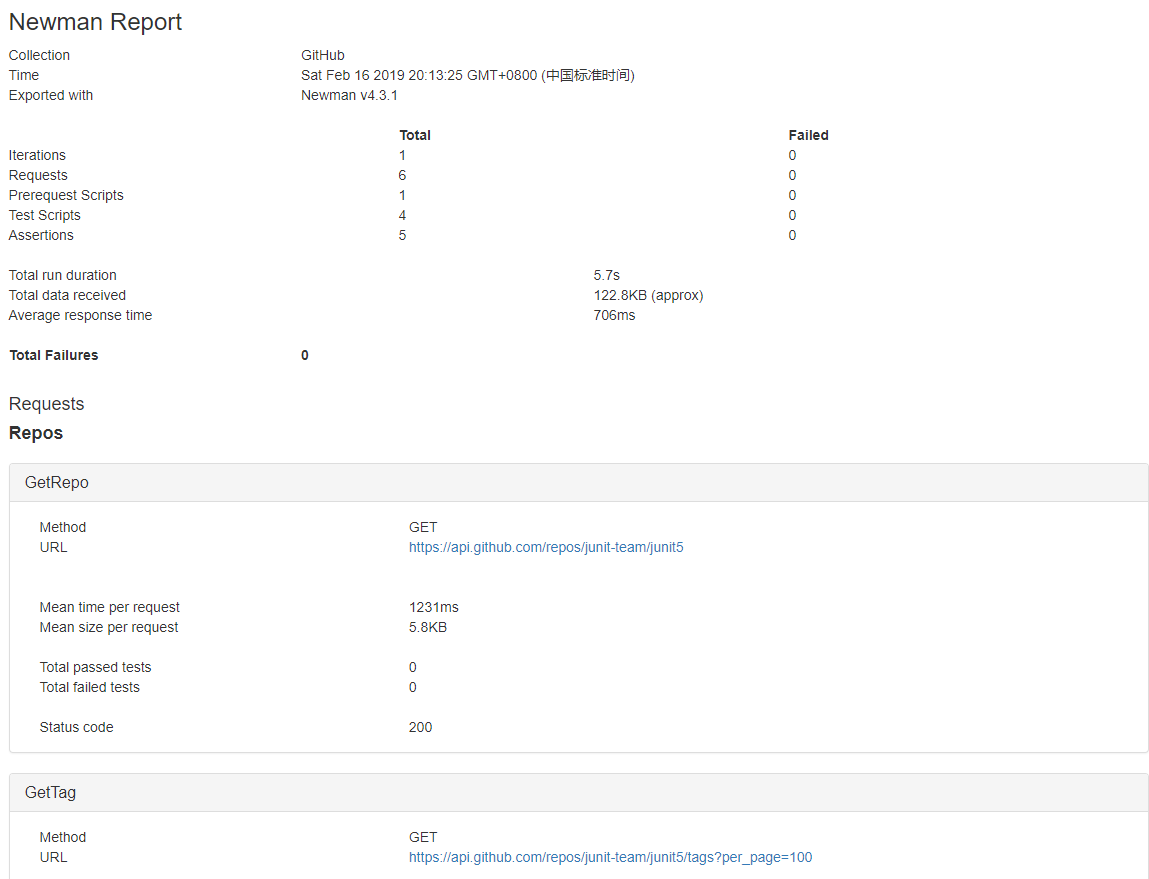 Newman Report
Collection GitHub
Time Sat Feb 16 2019 20:13:25 GMT+0800 (中国标准时间)
Exported with Newman v4.3.1
Total Failed
Iterations 1 0
Requests 6 0
Prerequest Scripts 1 0
Test Scripts 4 0
Assertions 5 0
Total run duration 5.7s
Total data received 122.8KB (approx)
Average response time 706ms
Total Failures 0
Requests
Repos
GetRepo
Method GET
URL https://api.github.com/repos/junit-team/junit5
Mean time per request 1231ms
Mean size per request 5.8KB
Total passed tests 0
Total failed tests 0
Status code 200
GetTag
Method GET
URL https://api.github.com/repos/junit-team/junit5/tags?per_page=100